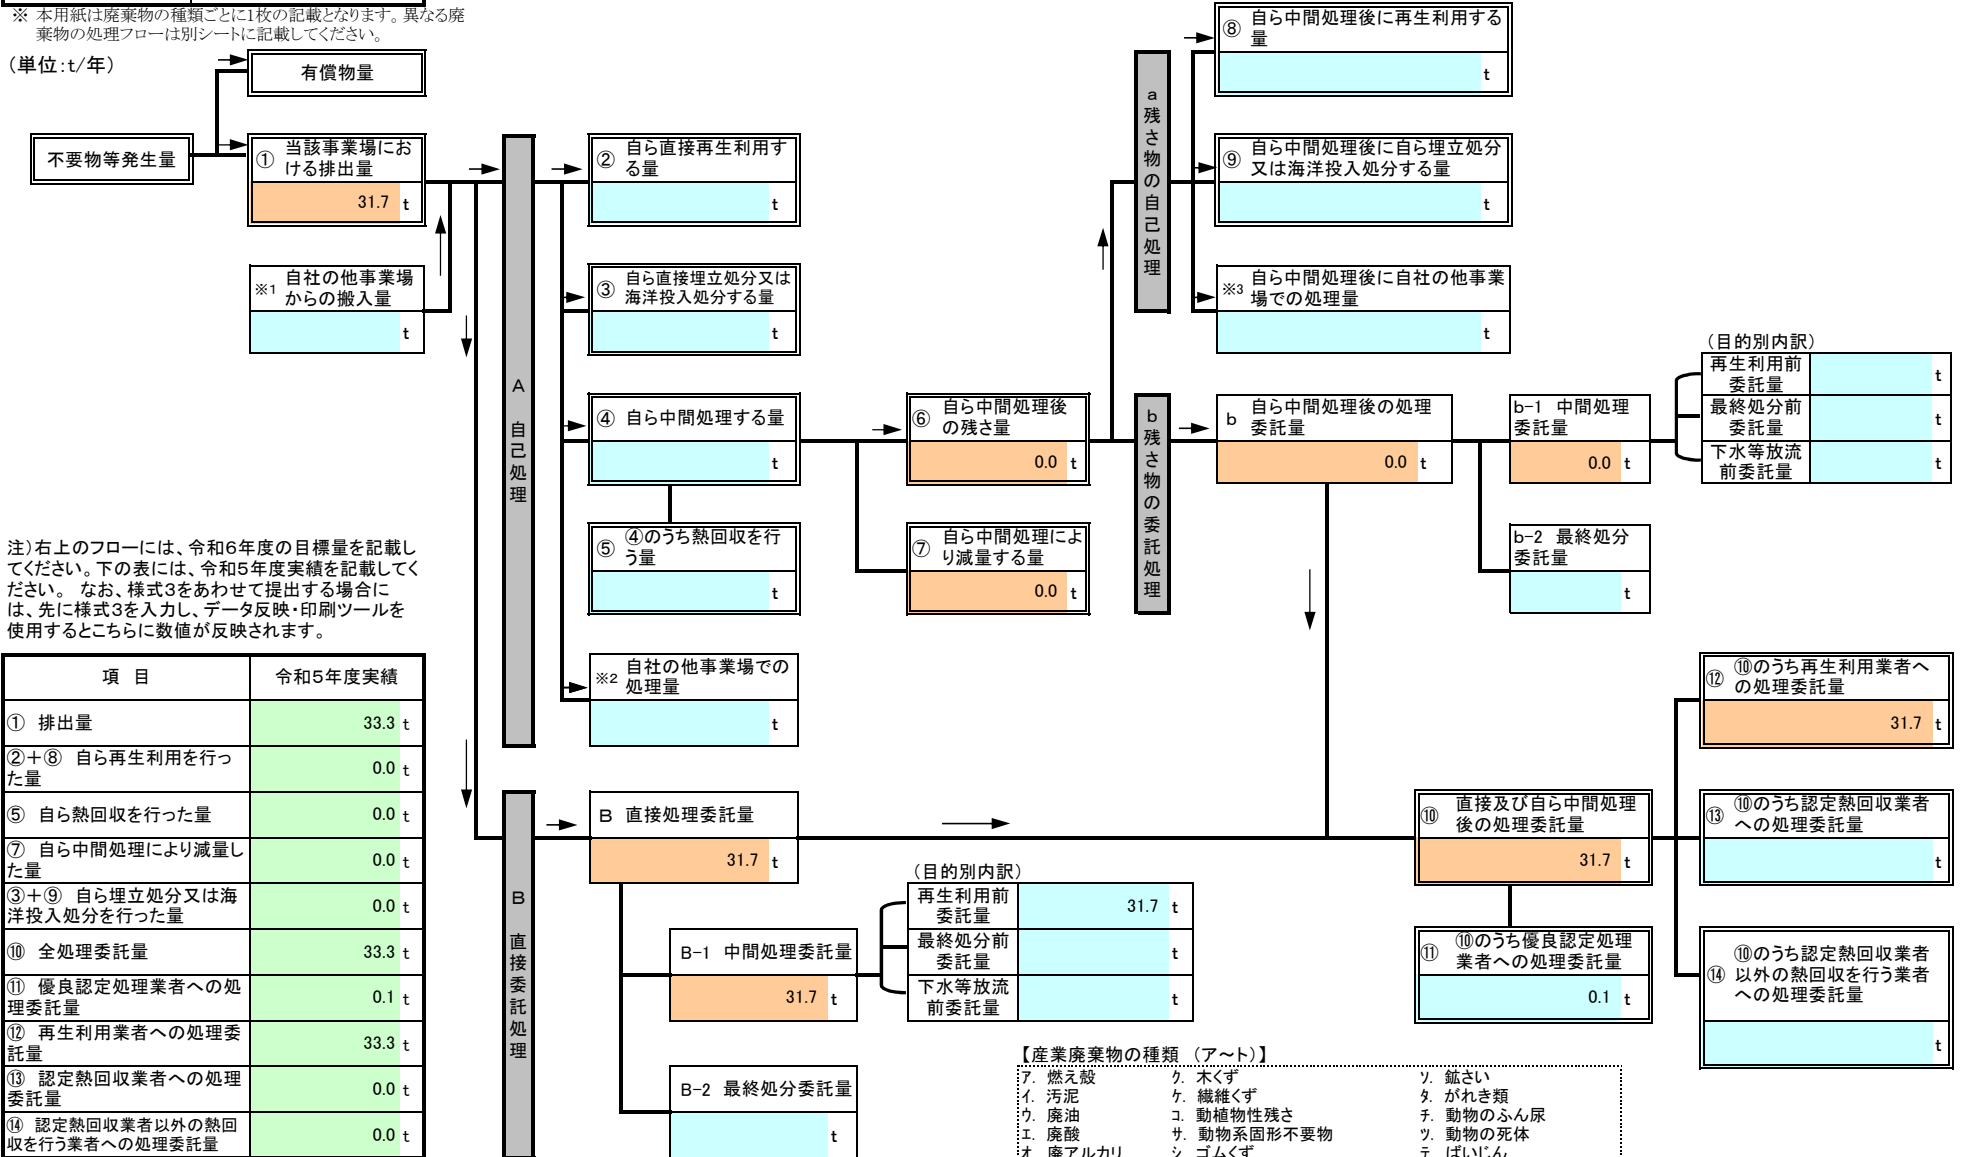 ※ 本用紙は廃棄物の種類ごとに1枚の記載となります。異なる廃
棄物の処理フローは別シートに記載してください。
（単位：t/年）
有償物量
不要物等発生量
① 当該事業場にお
ける排出量
31.7 t
※1 自社の他事業場
からの搬入量
t
A 自己処理
② 自ら直接再生利用す
る量
t
③ 自ら直接埋立処分又は
海洋投入処分する量
t
④ 自ら中間処理する量
t
⑤ ④のうち熱回収を行
う量
t
※2 自社の他事業場での
処理量
t
⑥ 自ら中間処理後
の残さ量
0.0 t
⑦ 自ら中間処理によ
り減量する量
0.0 t
a 残さ物の自己処理
⑧ 自ら中間処理後に再生利用する
量
t
⑨ 自ら中間処理後に自ら埋立処分
又は海洋投入処分する量
t
※3 自ら中間処理後に自社の他事業
場での処理量
t
b 残さ物の委託処理
b 自ら中間処理後の処理
委託量
0.0 t
b-1 中間処理
委託量
0.0 t
b-2 最終処分
委託量
t
（目的別内訳）
再生利用前
委託量
t
最終処分前
委託量
t
下水等放流
前委託量
t
注）右上のフローには、令和6年度の目標量を記載し
てください。下の表には、令和5年度実績を記載してく
ださい。 なお、様式3をあわせて提出する場合に
は、先に様式3を入力し、データ反映・印刷ツールを
使用するとこちらに数値が反映されます。
項 目 令和5年度実績
① 排出量 33.3 t
②＋⑧ 自ら再生利用を行っ
た量 0.0 t
⑤ 自ら熱回収を行った量 0.0 t
⑦ 自ら中間処理により減量し
た量 0.0 t
③＋⑨ 自ら埋立処分又は海
洋投入処分を行った量 0.0 t
⑩ 全処理委託量 33.3 t
⑪ 優良認定処理業者への処
理委託量 0.1 t
⑫ 再生利用業者への処理委
託量 33.3 t
⑬ 認定熱回収業者への処理
委託量 0.0 t
⑭ 認定熱回収業者以外の熱回
収を行う業者への処理委託量 0.0 t
B 直接委託処理
B 直接処理委託量
31.7 t
B-1 中間処理委託量
31.7 t
B-2 最終処分委託量
t
（目的別内訳）
再生利用前
委託量
31.7 t
最終処分前
委託量
t
下水等放流
前委託量
t
⑩ 直接及び自ら中間処理
後の処理委託量
31.7 t
⑪ ⑩のうち優良認定処理
業者への処理委託量
0.1 t
⑫ ⑩のうち再生利用業者へ
の処理委託量
31.7 t
⑬ ⑩のうち認定熱回収業者
への処理委託量
t
⑭ ⑩のうち認定熱回収業者
以外の熱回収を行う業者
への処理委託量
t
【産業廃棄物の種類 （ア～ト）】
ア. 燃え殻 ク. 木くず ソ. 鉱さい
イ. 汚泥 ケ. 繊維くず タ. がれき類
ウ. 廃油 コ. 動植物性残さ チ. 動物のふん尿
エ. 廃酸 サ. 動物系固形不要物 ツ. 動物の死体
オ. 廃アルカリ シ. ゴムくず テ. ばいじん